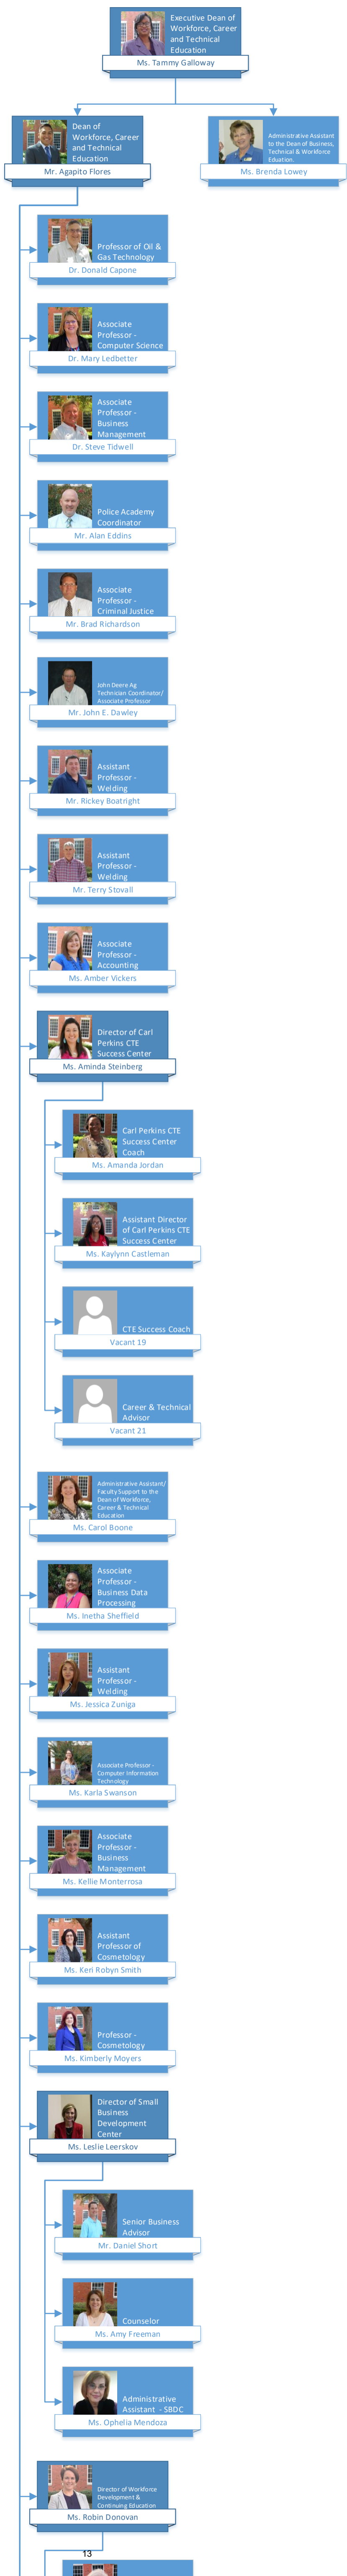 Executive Dean of
Workforce, Career
and Technical
Education
Ms. Tammy Galloway
Dean of
Workforce, Career
and Technical
Education
Mr. Agapito Flores
Administrative Assistant
to the Dean of Business,
Technical & Workforce
Eduation
Ms. Brenda Lowey
Professor of Oil &
Gas Technology
Dr. Donald Capone
Associate
Professor -
Computer Science
Dr. Mary Ledbetter
Associate
Professor -
Business
Management
Dr. Steve Tidwell
Police Academy
Coordinator
Mr. Alan Eddins
Associate
Professor -
Criminal Justice
Mr. Brad Richardson
John Deere Ag
Technician Coordinator/
Associate Professor
Mr. John E. Dawley
Assistant
Professor -
Welding
Mr. Rickey Boatright
Assistant
Professor -
Welding
Mr. Terry Stovall
Associate
Professor -
Accounting
Ms. Amber Vickers
Director of Carl
Perkins CTE
Success Center
Ms. Aminda Steinberg
Carl Perkins CTE
Success Center
Coach
Ms. Amanda Jordan
Assistant Director
of Carl Perkins CTE
Success Center
Ms. Kaylynn Castleman
CTE Success Coach
Vacant 19
Career & Technical
Advisor
Vacant 21
Administrative Assistant/
Faculty Support to the
Dean of Workforce,
Career & Technical
Education
Ms. Carol Boone
Associate
Professor -
Business Data
Processing
Ms. Inetha Sheffield
Assistant
Professor -
Welding
Ms. Jessica Zuniga
Associate Professor -
Computer Information
Technology
Ms. Karla Swanson
Associate
Professor -
Business
Management
Ms. Kellie Monterrosa
Assistant
Professor of
Cosmetology
Ms. Keri Robyn Smith
Professor -
Cosmetology
Ms. Kimberly Moyers
Director of Small
Business
Development
Center
Ms. Leslie Leerskov
Senior Business
Advisor
Mr. Daniel Short
Counselor
Ms. Amy Freeman
Administrative
Assistant - SBDC
Ms. Ophelia Mendoza
Director of Workforce
Development &
Continuing Education
Ms. Robin Donovan
13